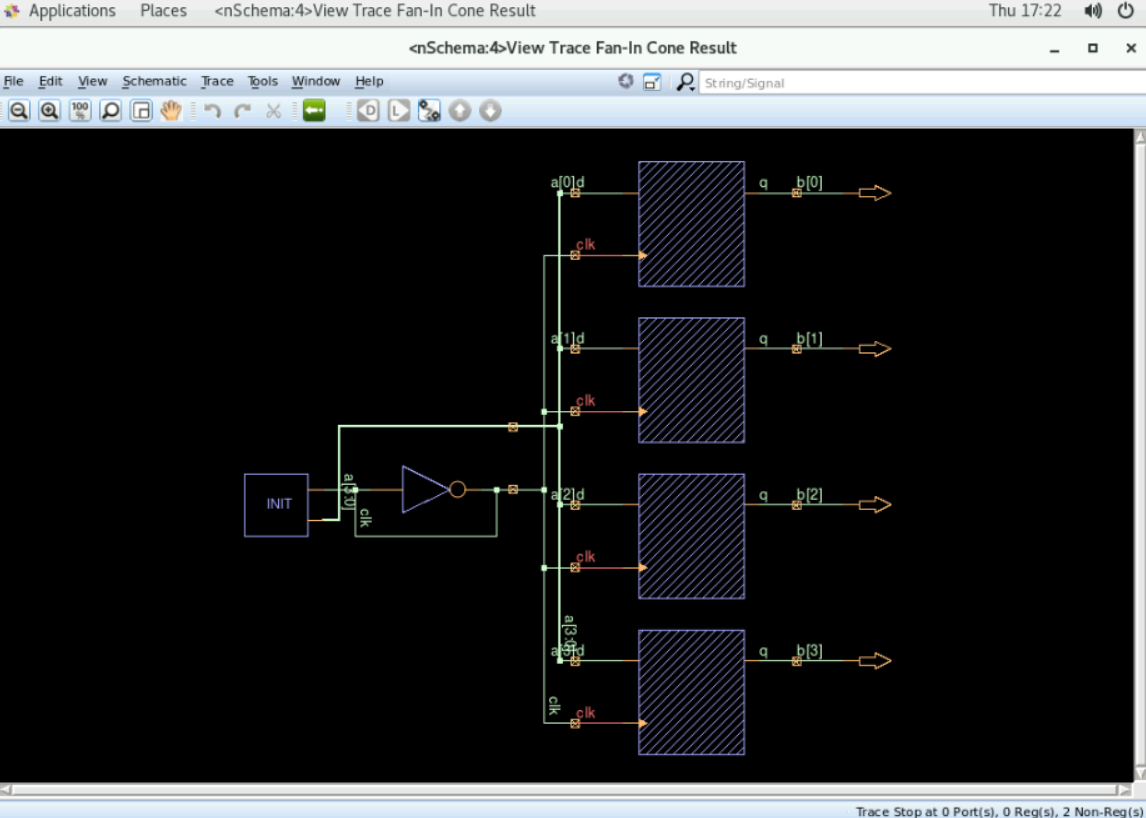 Applications Places <nSchema:4>View Trace Fan-In Cone Result Thu 17:22
<nSchema:4>View Trace Fan-In Cone Result
File Edit View Schematic Trace Tools Window Help String/Signal
100 % D L
a[0]d q b[0]
clk
a[1]d q b[1]
clk
INIT
a[3:0]
clk
a[2]d q b[2]
clk
a[3:0]
a[3]d q b[3]
clk
clk
Trace Stop at 0 Port(s), 0 Reg(s), 2 Non-Reg(s)